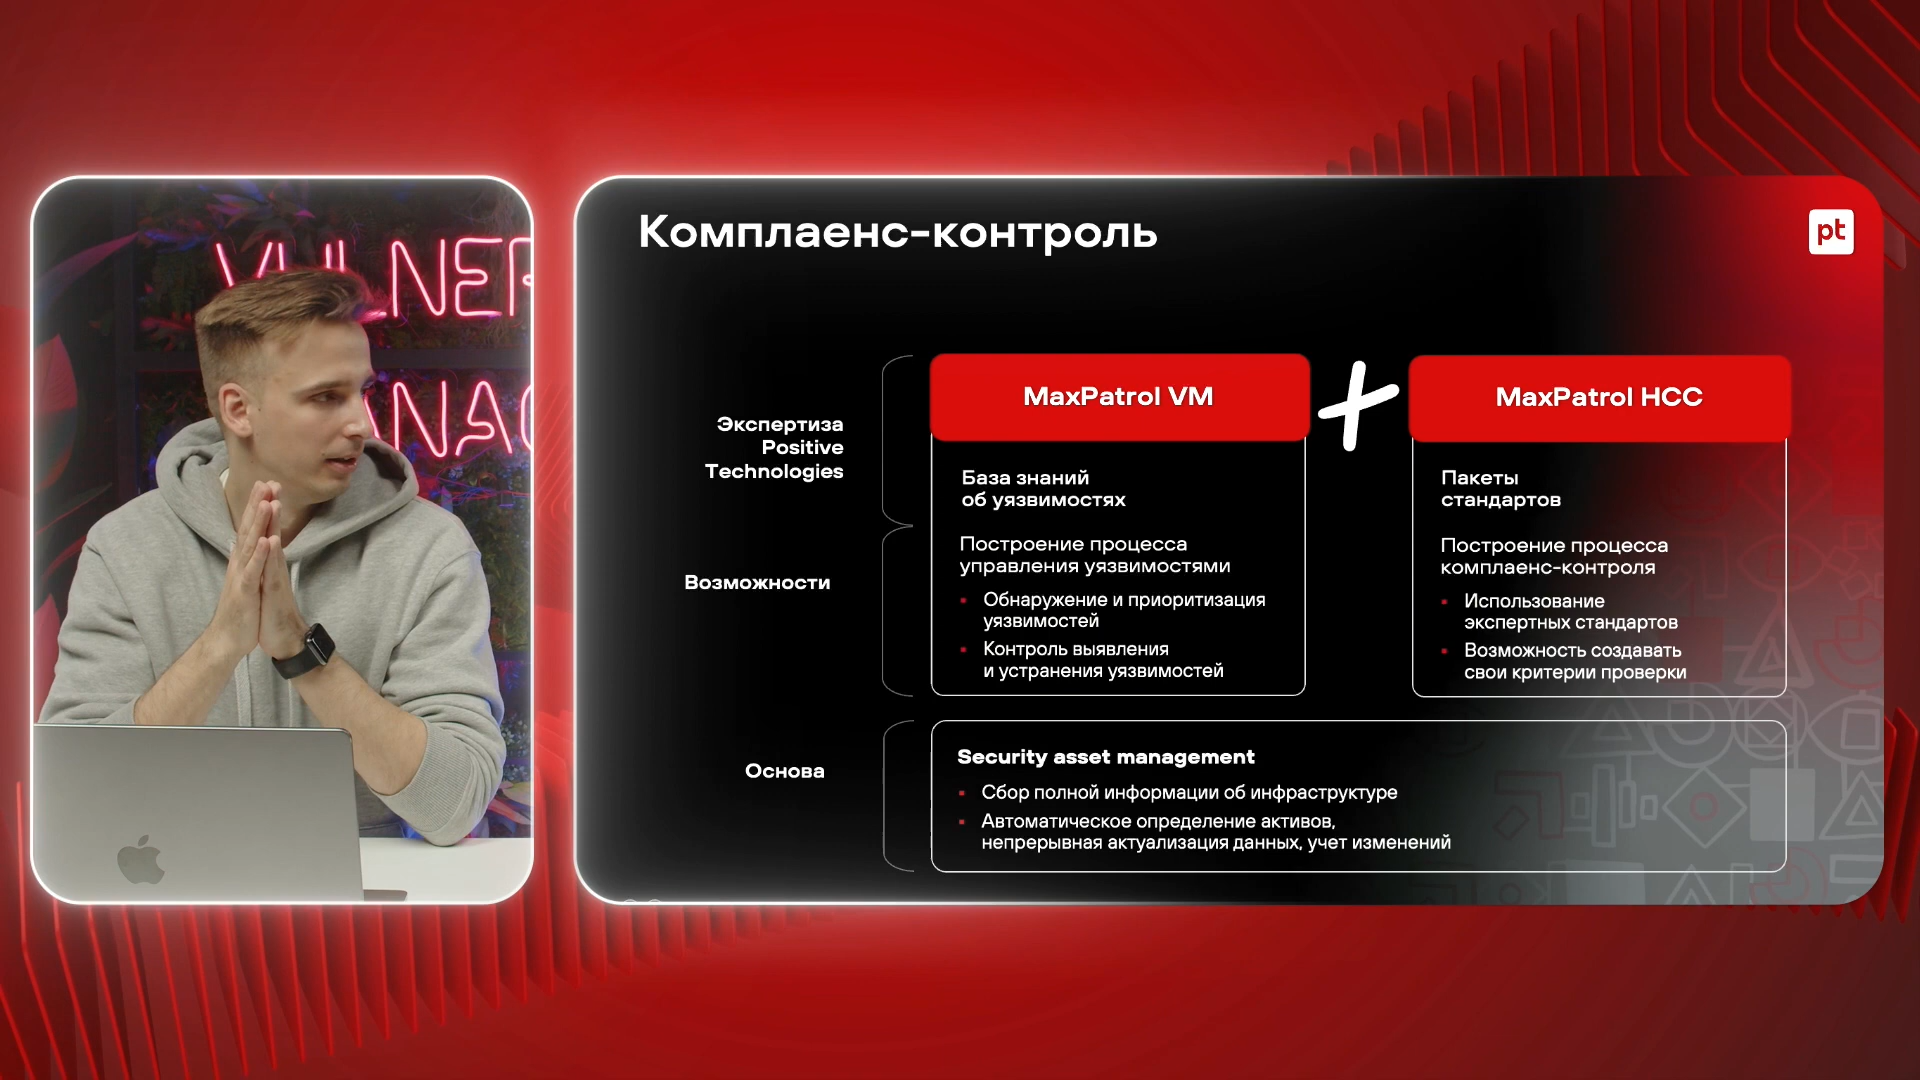 VULNER
MANAG
Комплаенс-контроль
pt
Экспертиза
Positive
Technologies
Возможности
Основа
MaxPatrol VM
База знаний
об уязвимостях
Построение процесса
управления уязвимостями
Обнаружение и приоритизация
уязвимостей
Контроль выявления
и устранения уязвимостей
+
MaxPatrol HCC
Пакеты
стандартов
Построение процесса
комплаенс-контроля
Использование
экспертных стандартов
Возможность создавать
свои критерии проверки
Security asset management
Сбор полной информации об инфраструктуре
Автоматическое определение активов,
непрерывная актуализация данных, учет изменений